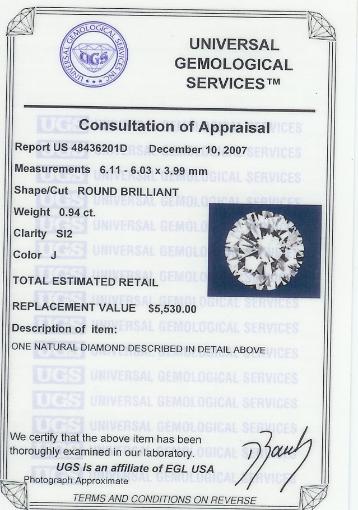 UNIVERSAL GEMOLOGICAL SERVICES INC
UGS
UNIVERSAL
GEMOLOGICAL
SERVICES™
Consultation of Appraisal
Report US 48436201D December 10, 2007
Measurements 6.11 - 6.03 x 3.99 mm
Shape/Cut ROUND BRILLIANT
Weight 0.94 ct.
Clarity SI2
Color J
TOTAL ESTIMATED RETAIL
REPLACEMENT VALUE $5,530.00
Description of item:
ONE NATURAL DIAMOND DESCRIBED IN DETAIL ABOVE
UGS UNIVERSAL GEMOLOGICAL SERVICES
We certify that the above item has been
thoroughly examined in our laboratory.
UGS is an affiliate of EGL USA
Photograph Approximate
TERMS AND CONDITIONS ON REVERSE